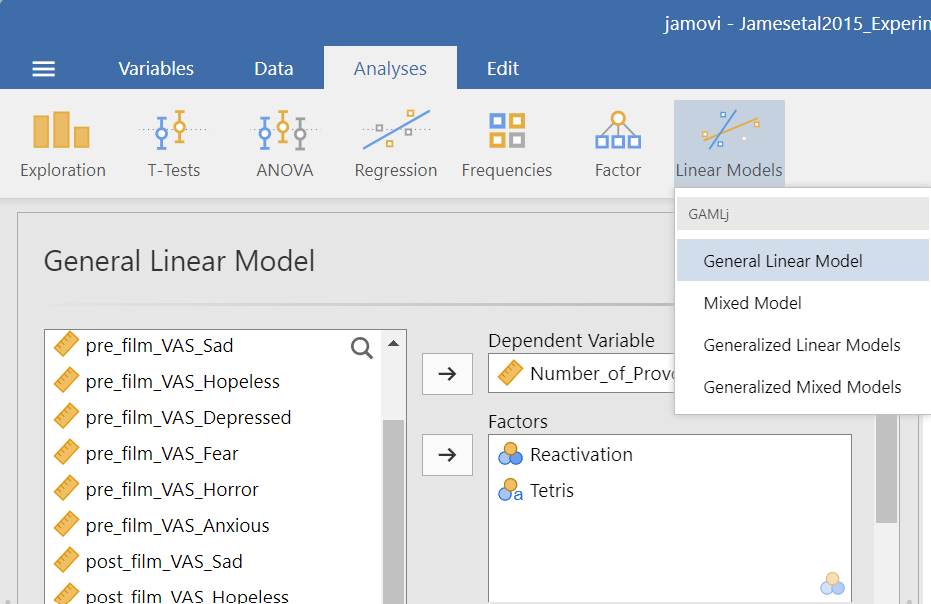 jamovi - Jamesetal2015_Experin
Variables Data Analyses Edit
Exploration T-Tests ANOVA Regression Frequencies Factor Linear Models
GAMLj
General Linear Model
Mixed Model
Generalized Linear Models
Generalized Mixed Models
General Linear Model
pre_film_VAS_Sad
pre_film_VAS_Hopeless
pre_film_VAS_Depressed
pre_film_VAS_Fear
pre_film_VAS_Horror
pre_film_VAS_Anxious
post_film_VAS_Sad
post_film_VAS_Hopeless
Dependent Variable
Number_of_Provo
Factors
Reactivation
Tetris